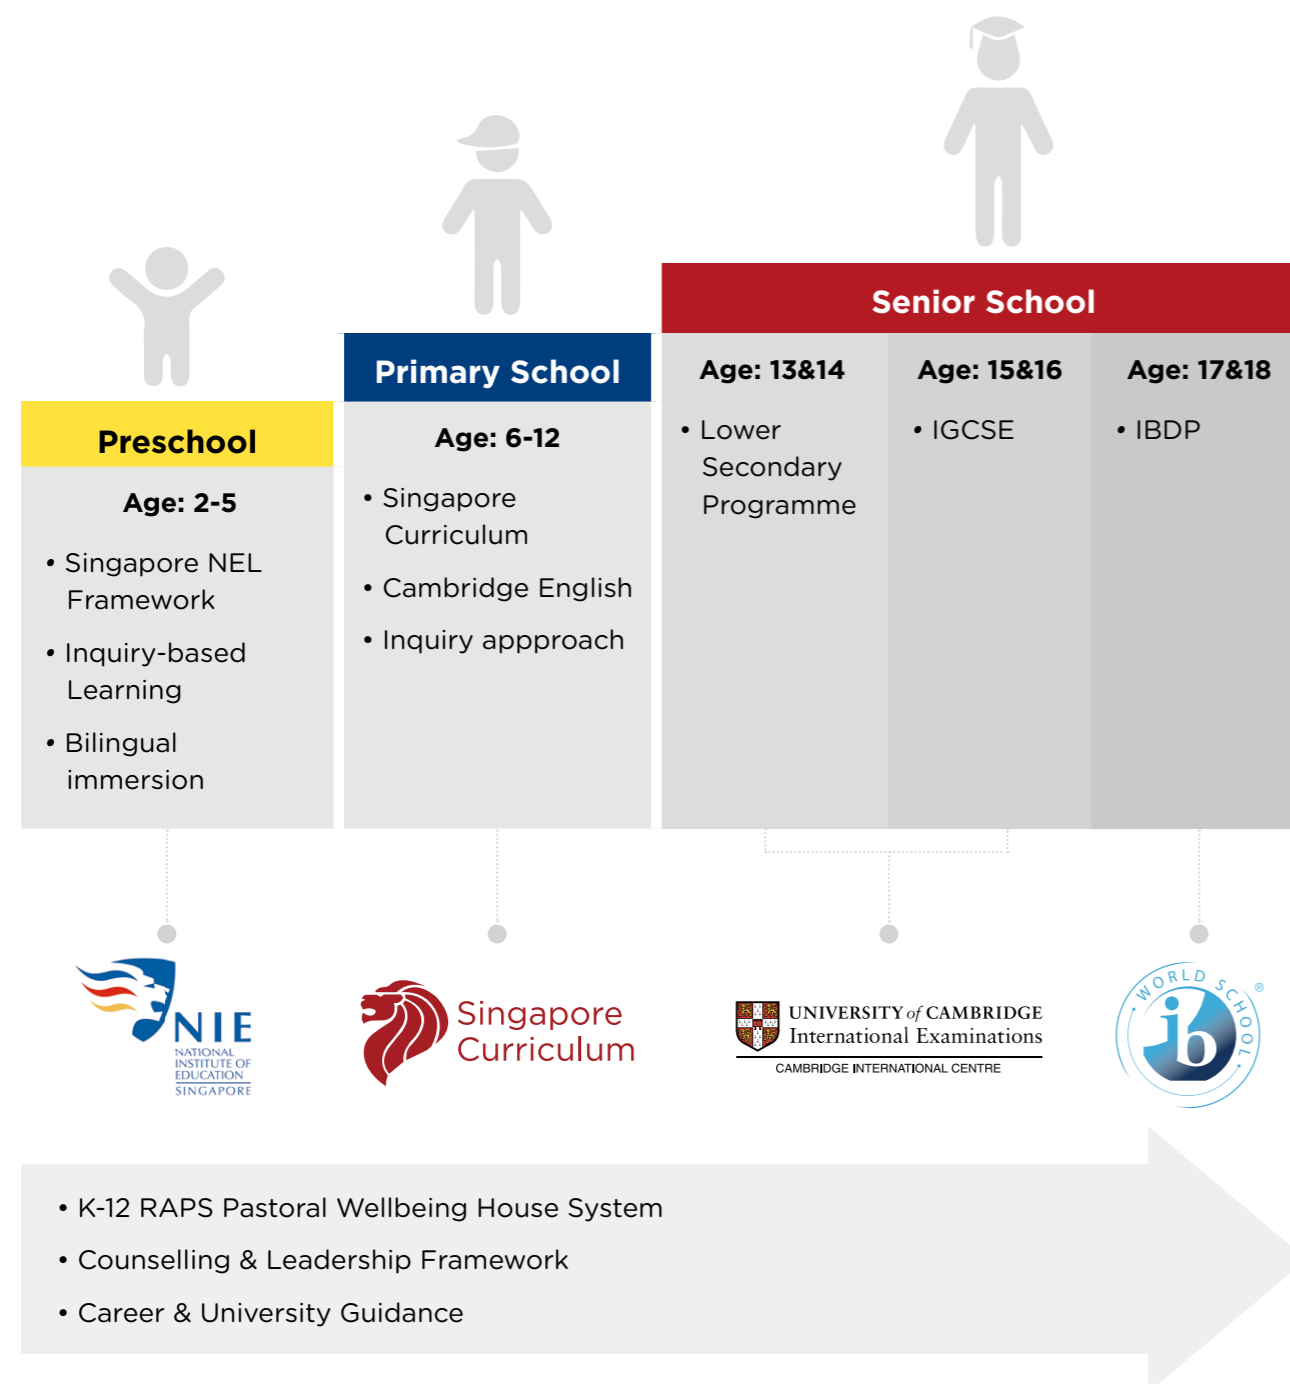 Preschool
Age: 2-5
• Singapore NEL
Framework
• Inquiry-based
Learning
• Bilingual
immersion
Primary School
Age: 6-12
• Singapore
Curriculum
• Cambridge English
• Inquiry appproach
Senior School
Age: 13&14
• Lower
Secondary
Programme
Age: 15&16
• IGCSE
Age: 17&18
• IBDP
NIE
NATIONAL
INSTITUTE OF
EDUCATION
SINGAPORE
Singapore
Curriculum
UNIVERSITY of CAMBRIDGE
International Examinations
CAMBRIDGE INTERNATIONAL CENTRE
WORLD SCHOOL
ib
®
• K-12 RAPS Pastoral Wellbeing House System
• Counselling & Leadership Framework
• Career & University Guidance